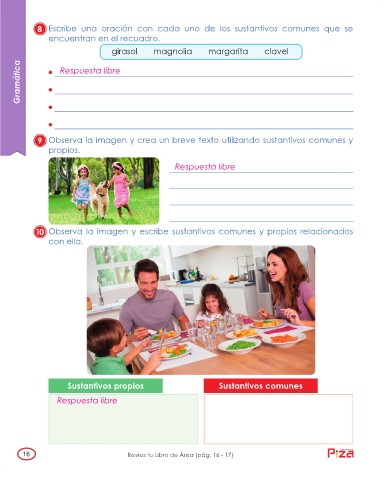 Gramática
8 Escribe una oración con cada uno de los sustantivos comunes que se
encuentran en el recuadro.
girasol magnolia margarita clavel
Respuesta libre
9 Observa la imagen y crea un breve texto utilizando sustantivos comunes y
propios.
Respuesta libre
10 Observa la imagen y escribe sustantivos comunes y propios relacionados
con ella.
Sustantivos propios Sustantivos comunes
Respuesta libre
16 Revisa tu Libro de Área (pág. 16 - 17)